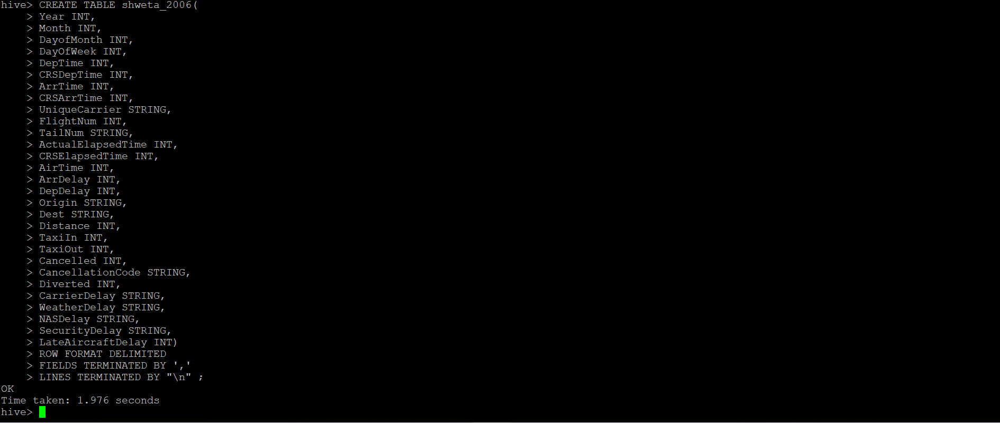 hive> CREATE TABLE shweta_2006(
    > Year INT,
    > Month INT,
    > DayofMonth INT,
    > DayOfWeek INT,
    > DepTime INT,
    > CRSDepTime INT,
    > ArrTime INT,
    > CRSArrTime INT,
    > UniqueCarrier STRING,
    > FlightNum INT,
    > TailNum STRING,
    > ActualElapsedTime INT,
    > CRSElapsedTime INT,
    > AirTime INT,
    > ArrDelay INT,
    > DepDelay INT,
    > Origin STRING,
    > Dest STRING,
    > Distance INT,
    > TaxiIn INT,
    > TaxiOut INT,
    > Cancelled INT,
    > CancellationCode STRING,
    > Diverted INT,
    > CarrierDelay STRING,
    > WeatherDelay STRING,
    > NASDelay STRING,
    > SecurityDelay STRING,
    > LateAircraftDelay INT)
    > ROW FORMAT DELIMITED
    > FIELDS TERMINATED BY ','
    > LINES TERMINATED BY "\n" ;
OK
Time taken: 1.976 seconds
hive>